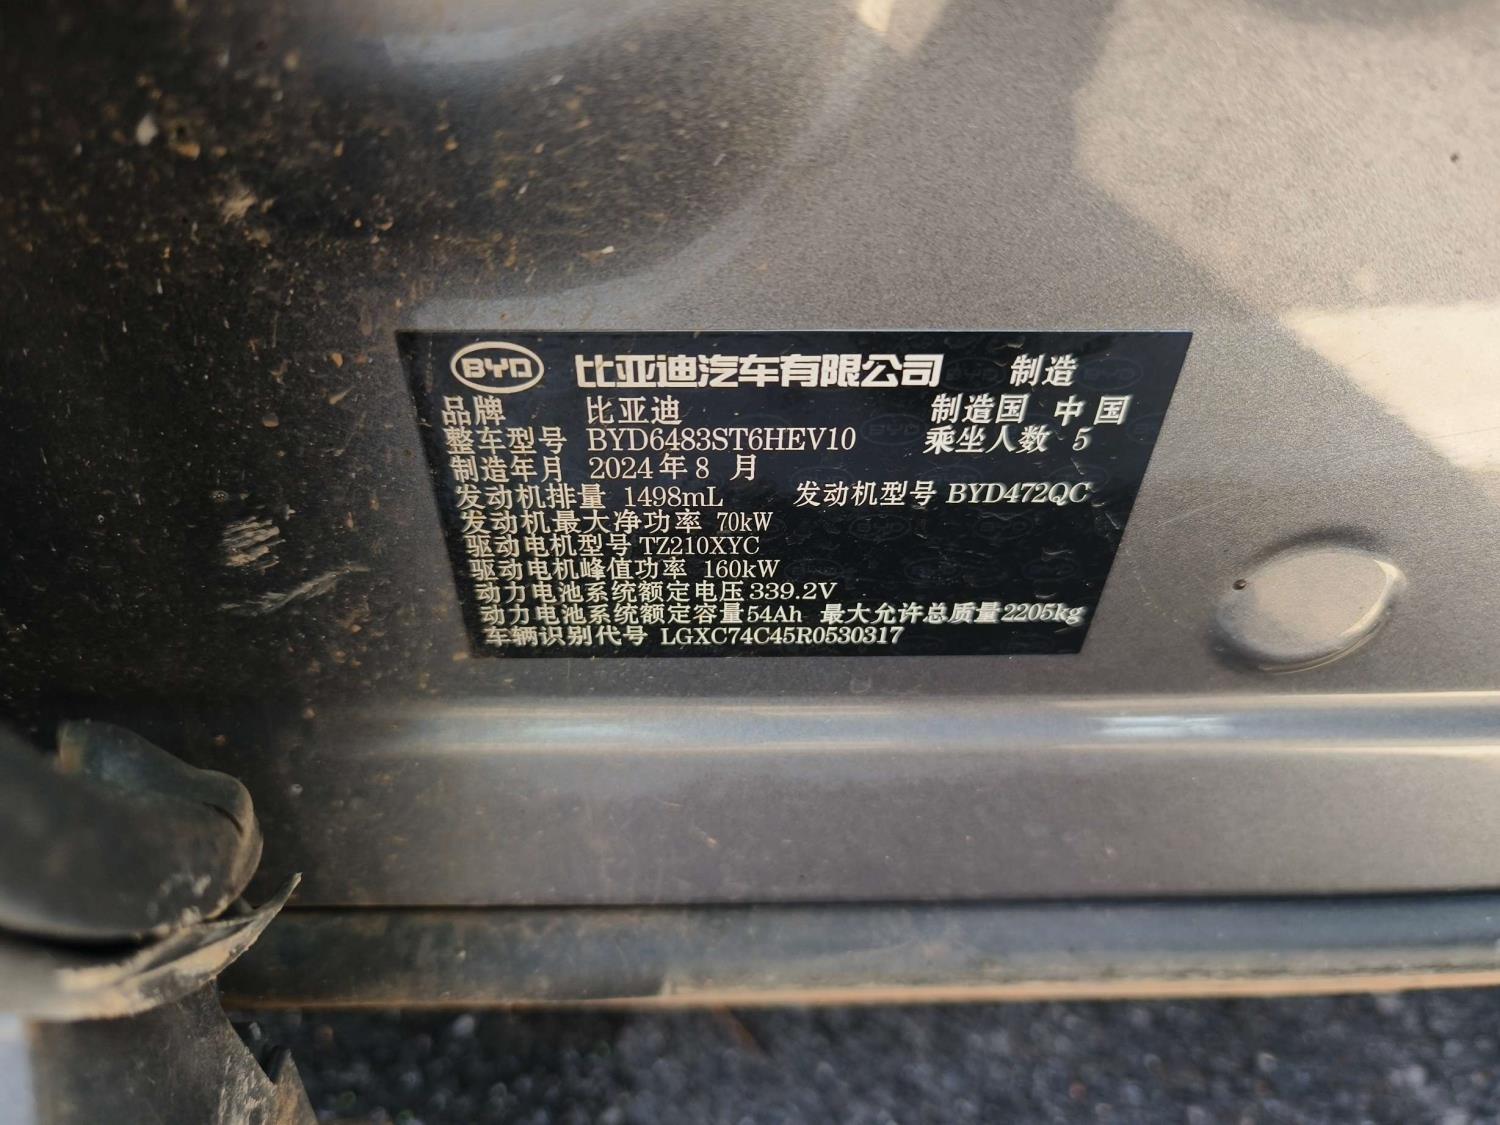 BYD 比亚迪汽车有限公司 制造
品牌 比亚迪 制造国 中国
整车型号 BYD6483ST6HEV10 乘坐人数 5
制造年月 2024年8 月
发动机排量 1498mL 发动机型号 BYD472QC
发动机最大净功率 70kW
驱动电机型号 TZ210XYC
驱动电机峰值功率 160kW
动力电池系统额定电压 339.2V
动力电池系统额定容量 54Ah 最大允许总质量 2205kg
车辆识别代号 LGXC74C45R0530317